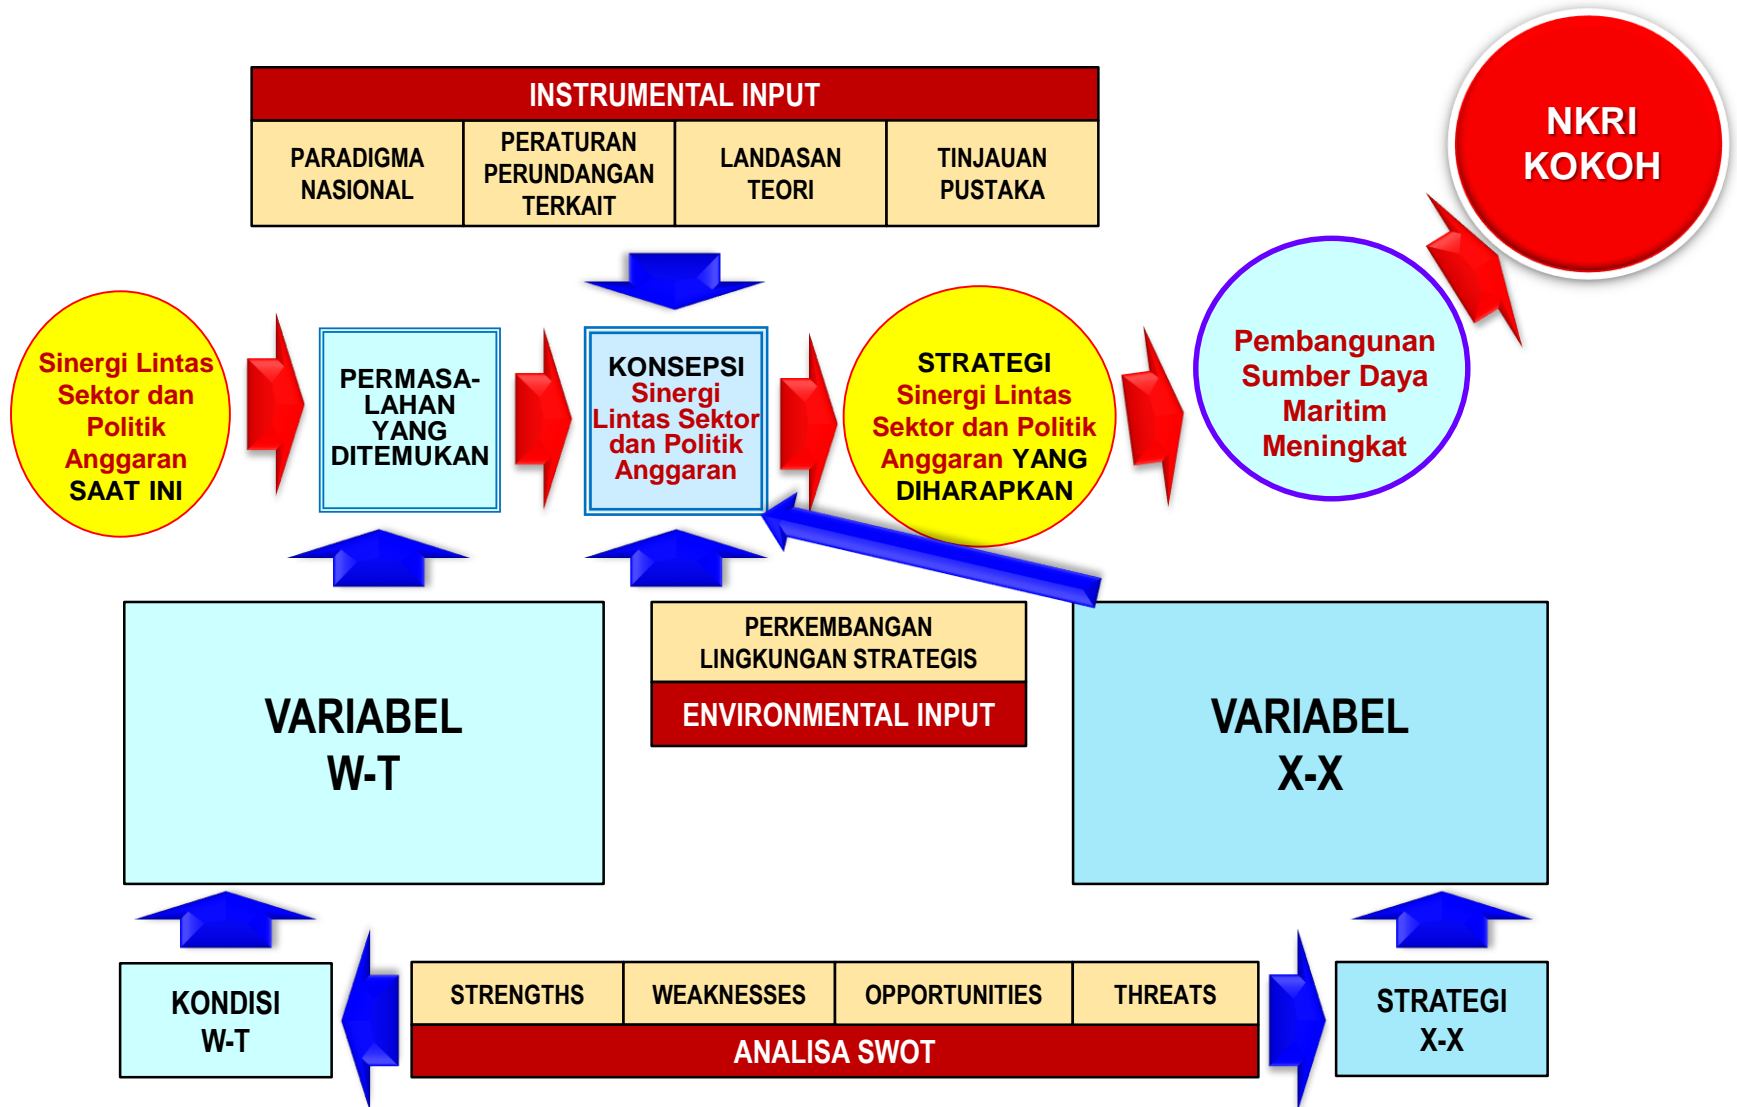 INSTRUMENTAL INPUT
PARADIGMA
NASIONAL
PERATURAN
PERUNDANGAN
TERKAIT
LANDASAN
TEORI
TINJAUAN
PUSTAKA
NKRI
KOKOH
Sinergi Lintas
Sektor dan
Politik
Anggaran
SAAT INI
PERMASA-
LAHAN
YANG
DITEMUKAN
KONSEPSI
Sinergi
Lintas Sektor
dan Politik
Anggaran
STRATEGI
Sinergi Lintas
Sektor dan Politik
Anggaran YANG
DIHARAPKAN
Pembangunan
Sumber Daya
Maritim
Meningkat
VARIABEL
W-T
PERKEMBANGAN
LINGKUNGAN STRATEGIS
ENVIRONMENTAL INPUT
VARIABEL
X-X
KONDISI
W-T
STRENGTHS
WEAKNESSES
OPPORTUNITIES
THREATS
ANALISA SWOT
STRATEGI
X-X